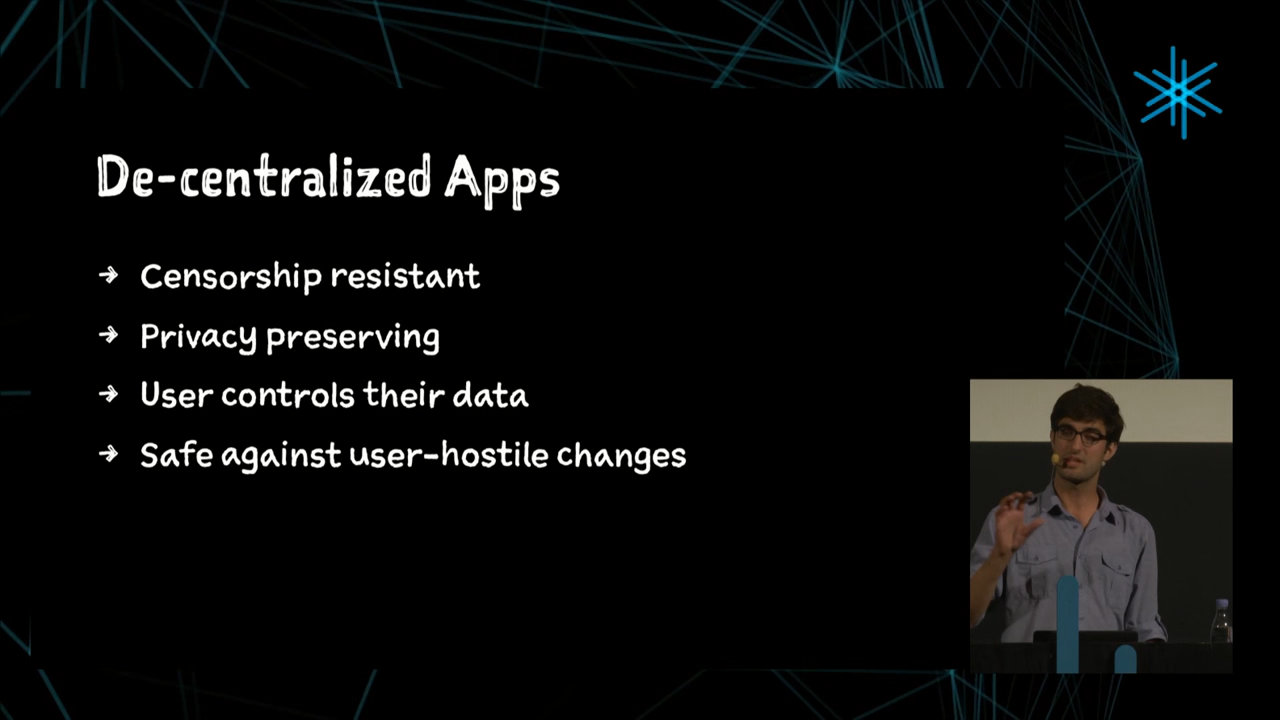 De-centralized Apps
→ Censorship resistant
→ Privacy preserving
→ User controls their data
→ Safe against user-hostile changes